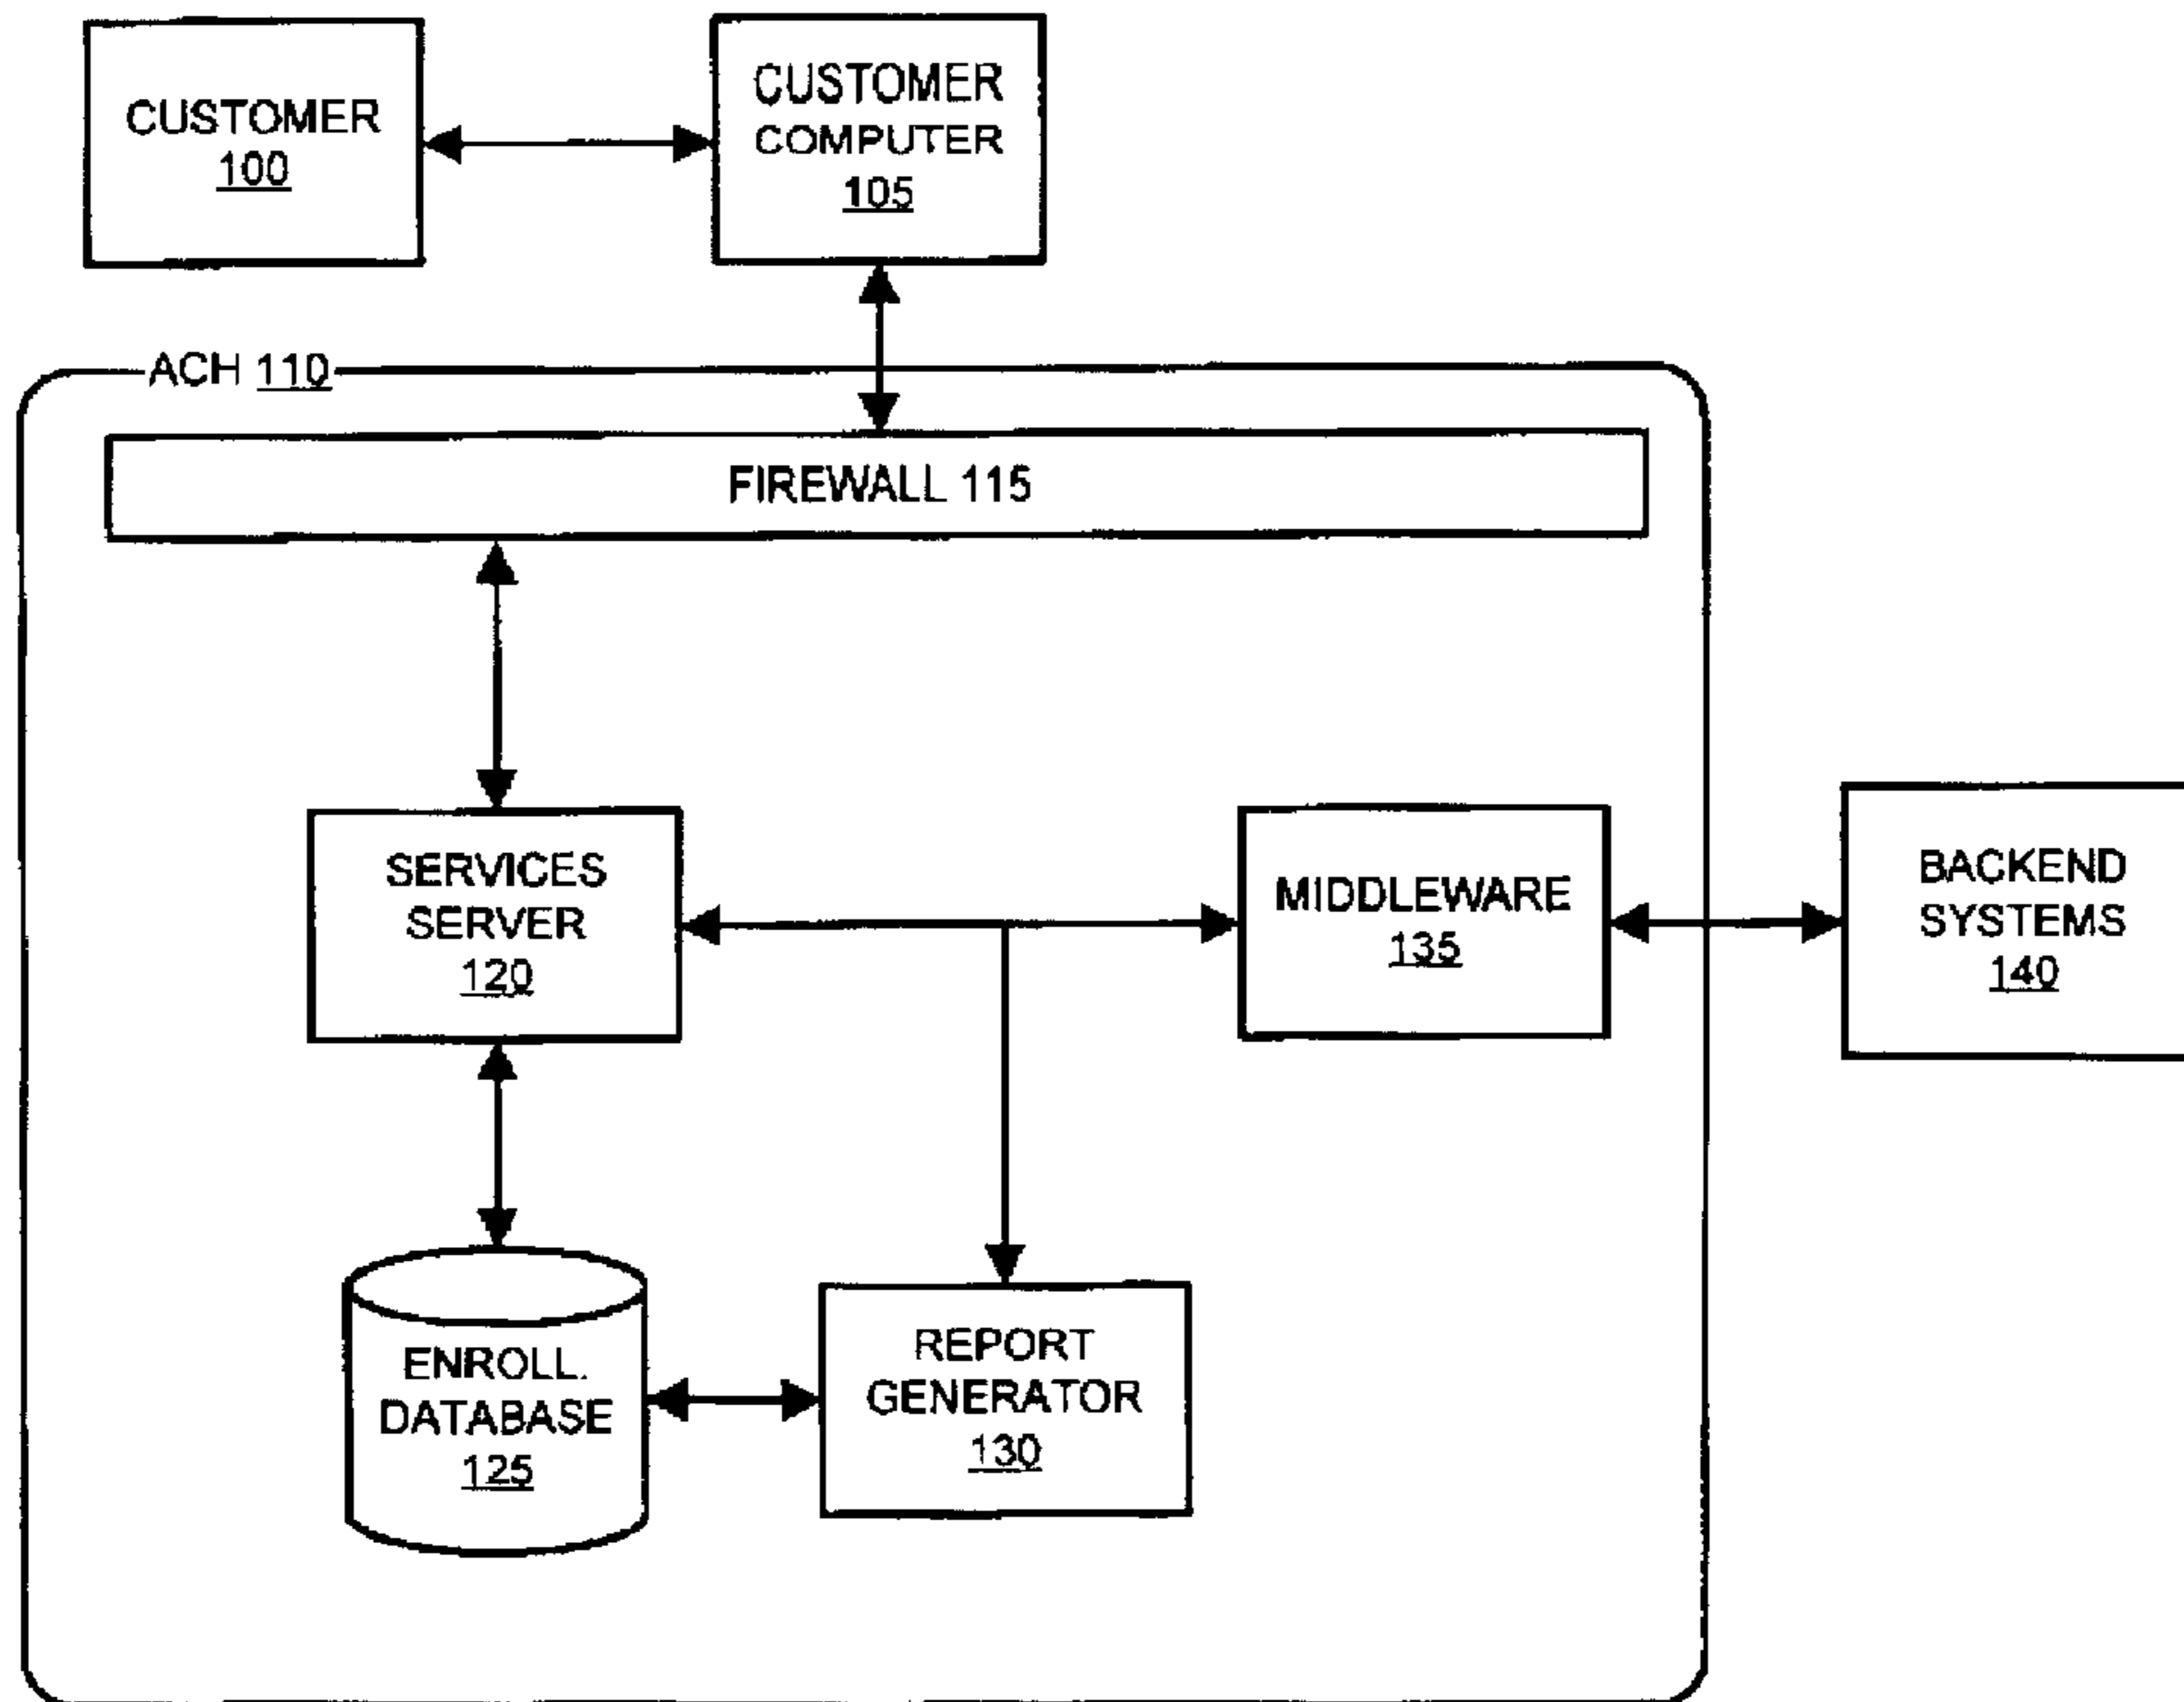 CUSTOMER
100
CUSTOMER
COMPUTER
105
ACH 110
FIREWALL 115
SERVICES
SERVER
120
MIDDLEWARE
135
BACKEND
SYSTEMS
140
ENROLL.
DATABASE
125
REPORT
GENERATOR
130